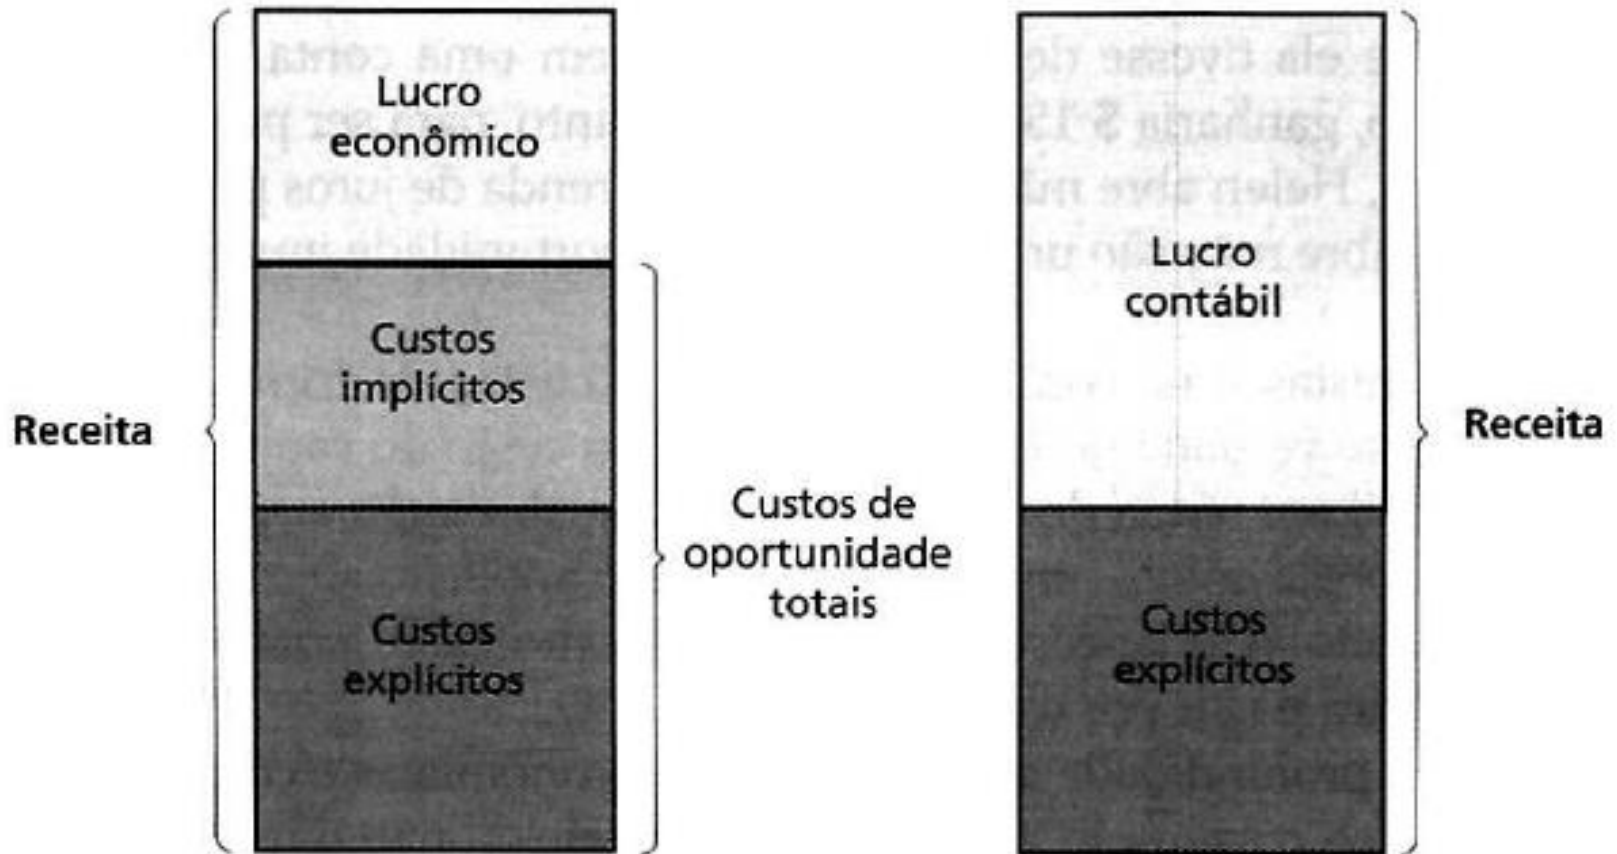 Lucro
econômico
Custos
implícitos
Receita
Custos de
oportunidade
totais
Custos
explícitos
Lucro
contábil
Receita
Custos
explícitos